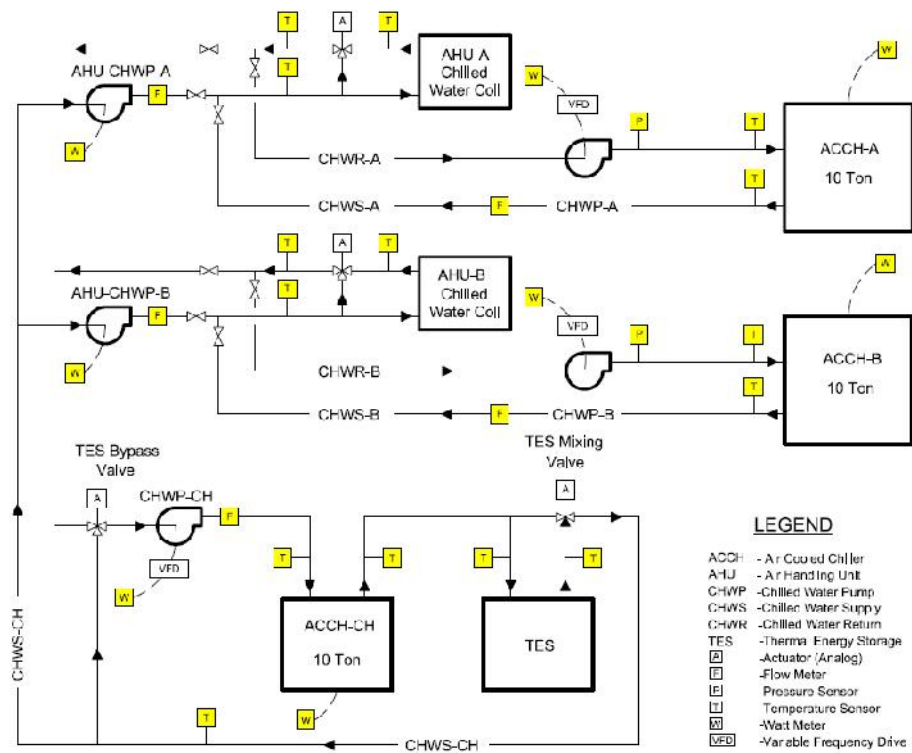 T
A
T
AHU-A
Chilled
Water Coil
AHU CHWP-A
F
T
W
W
VFD
W
P
T
ACCH-A
10 Ton
CHWR-A
CHWS-A
F
CHWP-A
T
T
A
T
AHU-B
Chilled
Water Coil
AHU-CHWP-B
F
T
W
W
VFD
W
P
T
ACCH-B
10 Ton
CHWR-B
CHWS-B
F
CHWP-B
T
TES Bypass
Valve
A
CHWP-CH
F
VFD
W
TES Mixing
Valve
A
T
T
T
T
ACCH-CH
10 Ton
W
TES
CHWS-CH
T
CHWS-CH
LEGEND
ACCH - Air Cooled Chiller
AHU - Air Handling Unit
CHWP -Chilled Water Pump
CHWS -Chilled Water Supply
CHWR -Chilled Water Return
TES -Thermal Energy Storage
A -Actuator (Analog)
F -Flow Meter
P Pressure Sensor
T Temperature Sensor
W -Watt Meter
VFD -Variable Frequency Drive